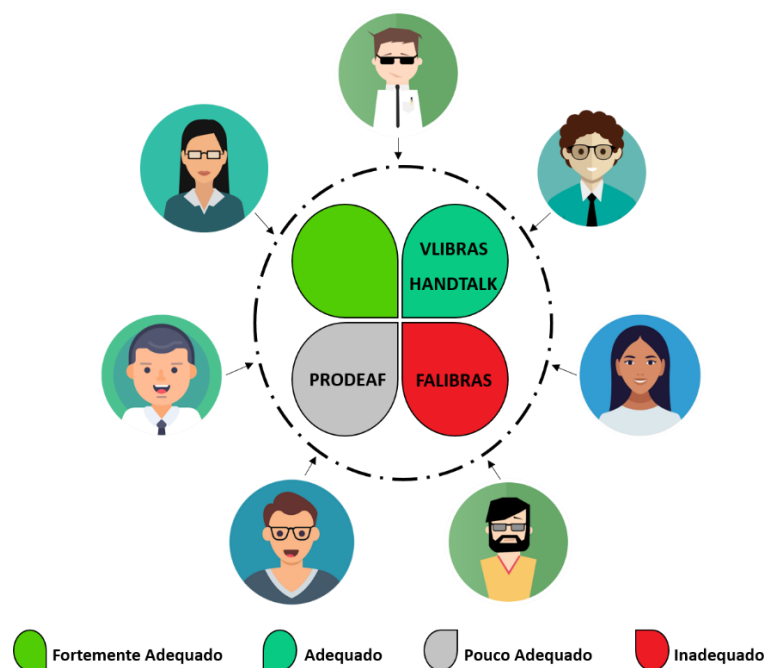 VLIBRAS
HANDTALK
PRODEAF
FALIBRAS
Fortemente Adequado
Adequado
Pouco Adequado
Inadequado